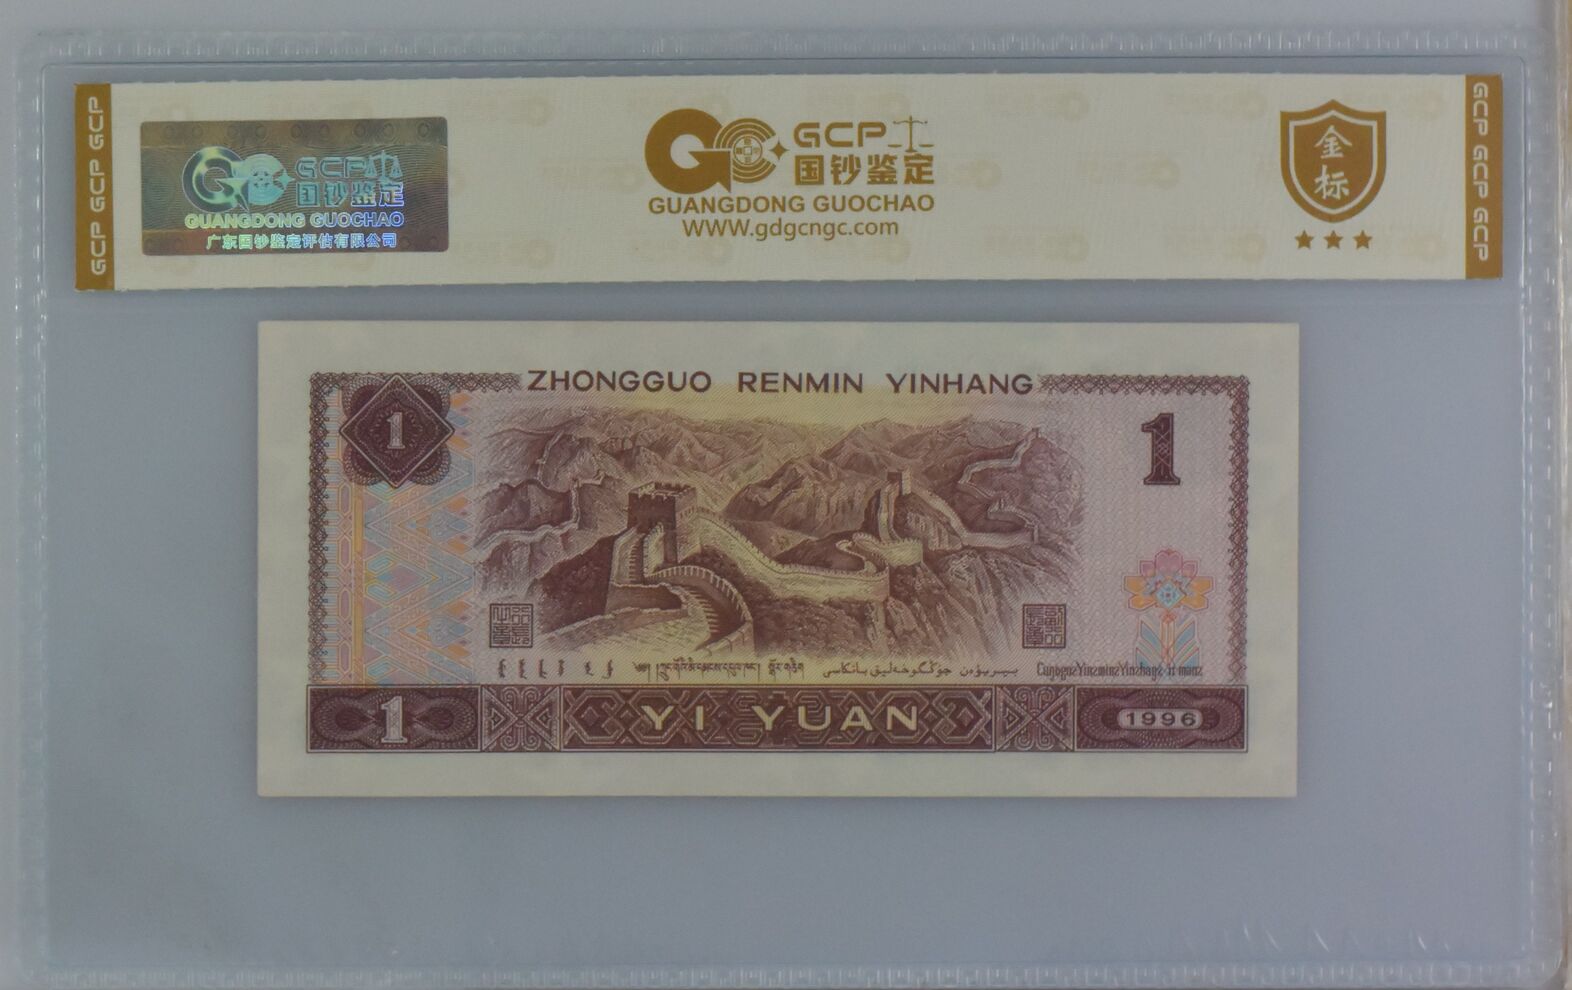 GCP GCP GCP
GCP
国钞鉴定
GUANGDONG GUOCHAO
广东国钞鉴定评估有限公司
GCP
国钞鉴定
GUANGDONG GUOCHAO
WWW.gdgcngc.com
金标
GCP GCP GCP
ZHONGGUO RENMIN YINHANG
1
1
1
YI YUAN
1996